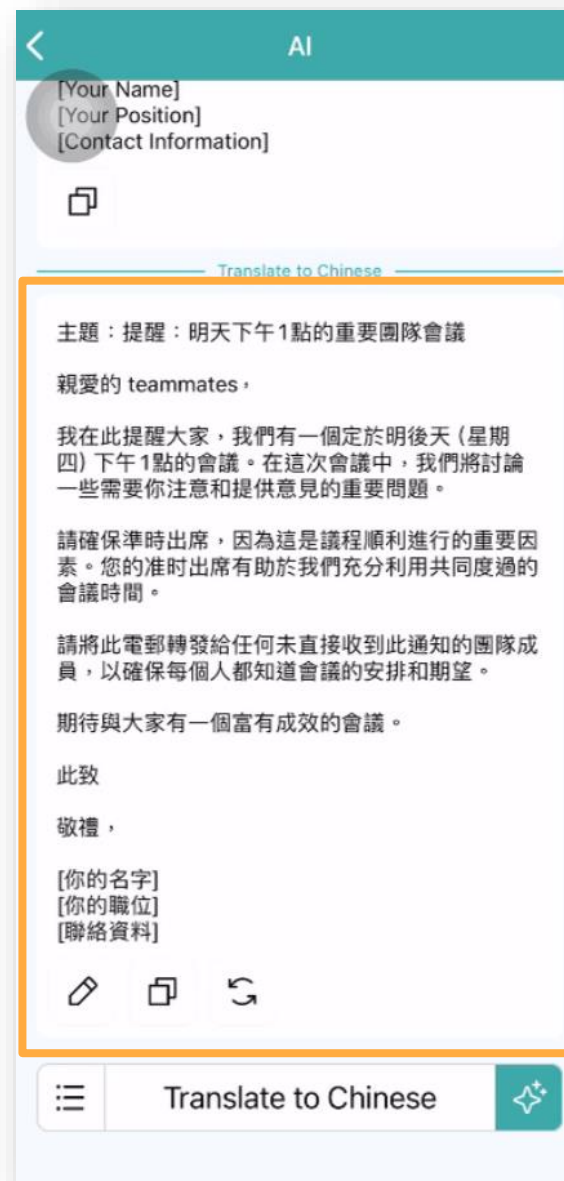 AI
[Your Name]
[Your Position]
[Contact Information]
Translate to Chinese
主題：提醒：明天下午1點的重要團隊會議
親愛的 teammates，
我在此提醒大家，我們有一個定於明後天 (星期
四) 下午1點的會議。在這次會議中，我們將討論
一些需要你注意和提供意見的重要問題。
請確保準時出席，因為這是議程順利進行的重要因
素。您的准时出席有助於我們充分利用共同度過的
會議時間。
請將此電郵轉發給任何未直接收到此通知的團隊成
員，以確保每個人都知道會議的安排和期望。
期待與大家有一個富有成效的會議。
此致
敬禮，
[你的名字]
[你的職位]
[聯絡資料]
Translate to Chinese